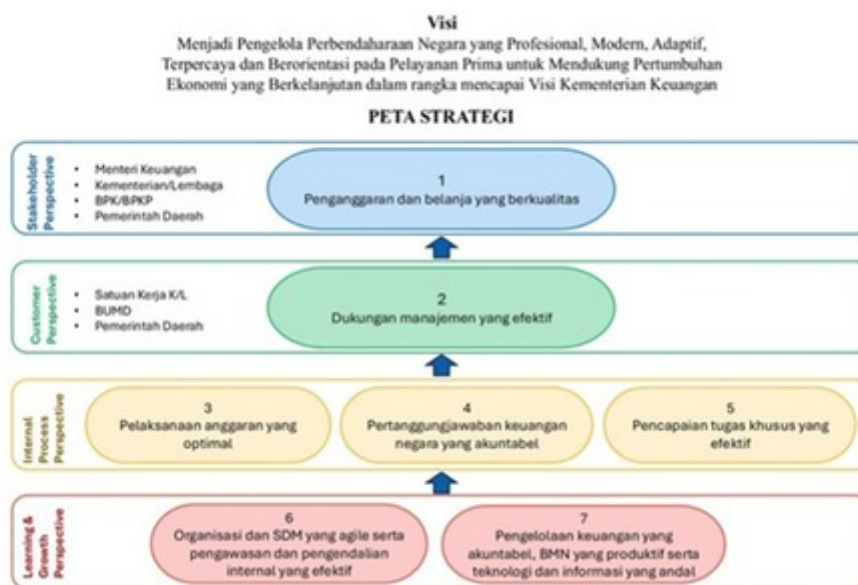 Visi
Menjadi Pengelola Perbendaharaan Negara yang Profesional, Modern, Adaptif,
Terpercaya dan Berorientasi pada Pelayanan Prima untuk Mendukung Pertumbuhan
Ekonomi yang Berkelanjutan dalam rangka mencapai Visi Kementerian Keuangan
PETA STRATEGI
Stakeholder
Perspective
• Menteri Keuangan
• Kementerian/Lembaga
• BPK/BPKP
• Pemerintah Daerah
1
Penganggaran dan belanja yang berkualitas
Customer
Perspective
• Satuan Kerja K/L
• BUMD
• Pemerintah Daerah
2
Dukungan manajemen yang efektif
Internal
Process
Perspective
3
Pelaksanaan anggaran yang
optimal
4
Pertanggungjawaban keuangan
negara yang akuntabel
5
Pencapaian tugas khusus yang
efektif
Learning &
Growth
Perspective
6
Organisasi dan SDM yang agile serta
pengawasan dan pengendalian
internal yang efektif
7
Pengelolaan keuangan yang
akuntabel, BMN yang produktif serta
teknologi dan informasi yang andal